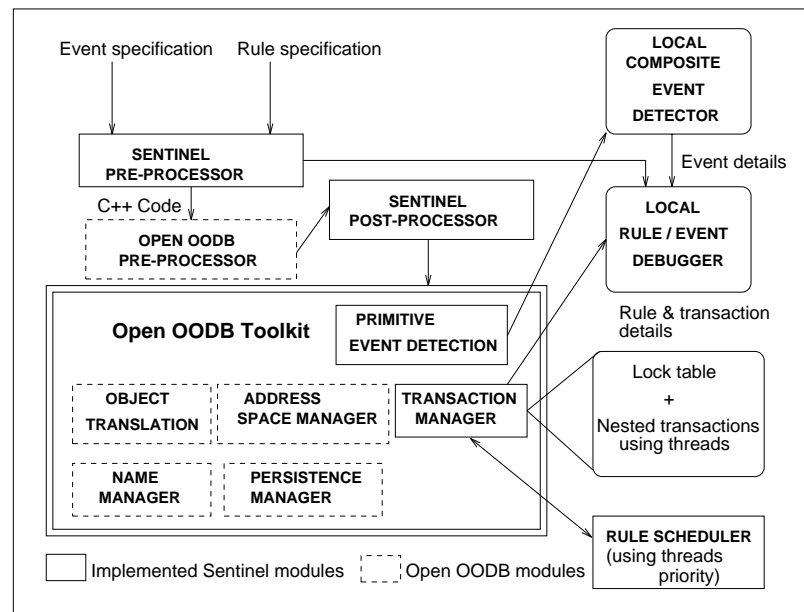 Event specification
Rule specification
LOCAL
COMPOSITE
EVENT
DETECTOR
SENTINEL
PRE-PROCESSOR
Event details
C++ Code
SENTINEL
POST-PROCESSOR
OPEN OODB
PRE-PROCESSOR
LOCAL
RULE / EVENT
DEBUGGER
Rule & transaction
details
Open OODB Toolkit
PRIMITIVE
EVENT DETECTION
OBJECT
TRANSLATION
ADDRESS
SPACE MANAGER
TRANSACTION
MANAGER
Lock table
+
Nested transactions
using threads
NAME
MANAGER
PERSISTENCE
MANAGER
RULE SCHEDULER
(using threads
priority)
Implemented Sentinel modules
Open OODB modules